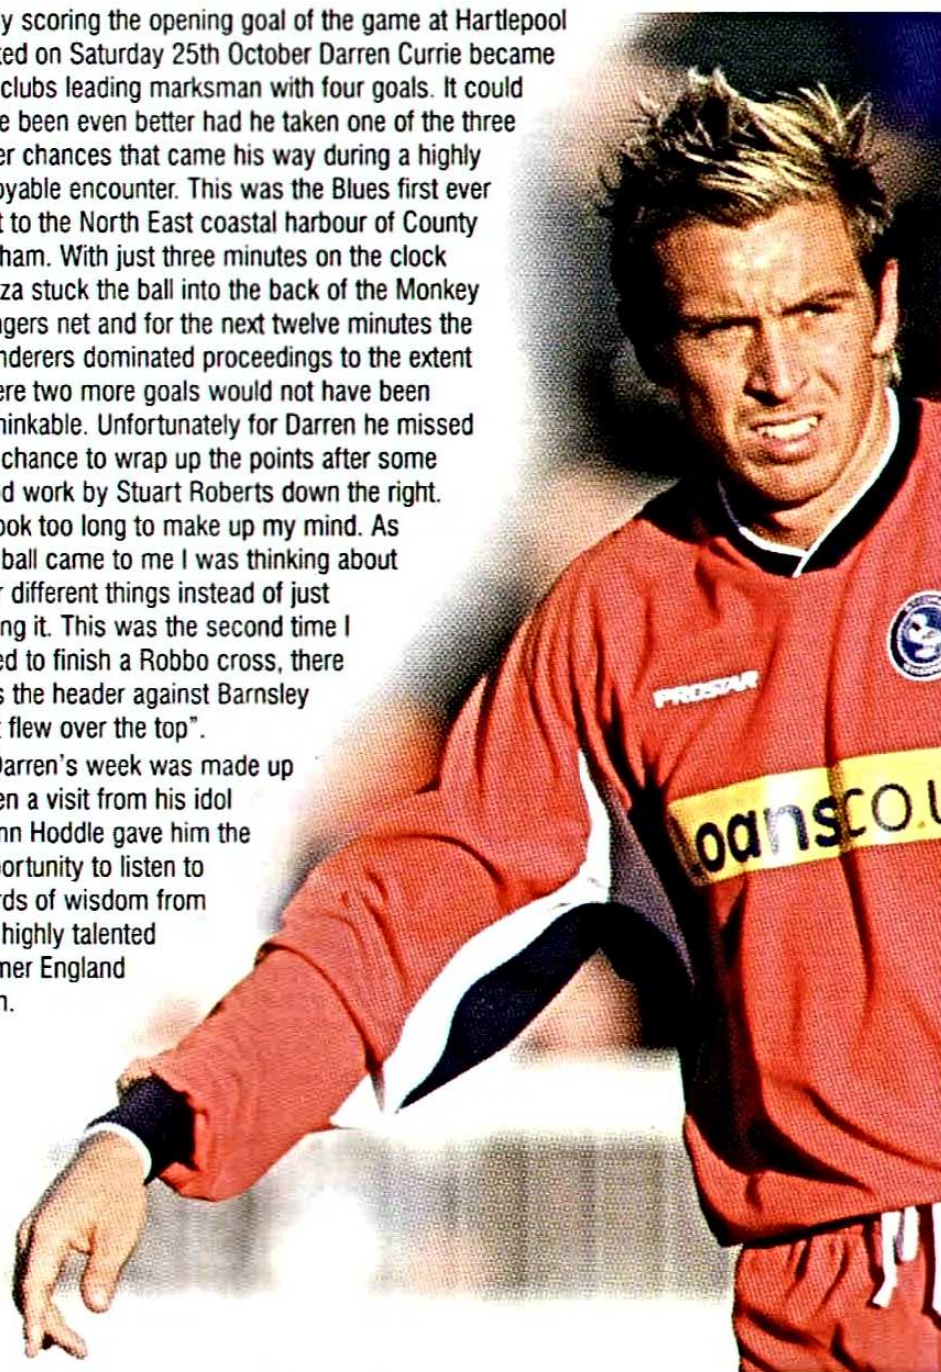 y scoring the opening goal of the game at Hartlepool
ed on Saturday 25th October Darren Currie became
clubs leading marksman with four goals. It could
e been even better had he taken one of the three
er chances that came his way during a highly
oyable encounter. This was the Blues first ever
t to the North East coastal harbour of County
ham. With just three minutes on the clock
za stuck the ball into the back of the Monkey
ngers net and for the next twelve minutes the
nderers dominated proceedings to the extent
ere two more goals would not have been
hinkable. Unfortunately for Darren he missed
chance to wrap up the points after some
d work by Stuart Roberts down the right.
ook too long to make up my mind. As
ball came to me I was thinking about
r different things instead of just
ng it. This was the second time I
ed to finish a Robbo cross, there
s the header against Barnsley
t flew over the top".
Darren's week was made up
en a visit from his idol
nn Hoddle gave him the
portunity to listen to
rds of wisdom from
highly talented
mer England
n.
PROSTAR
loans.co.u